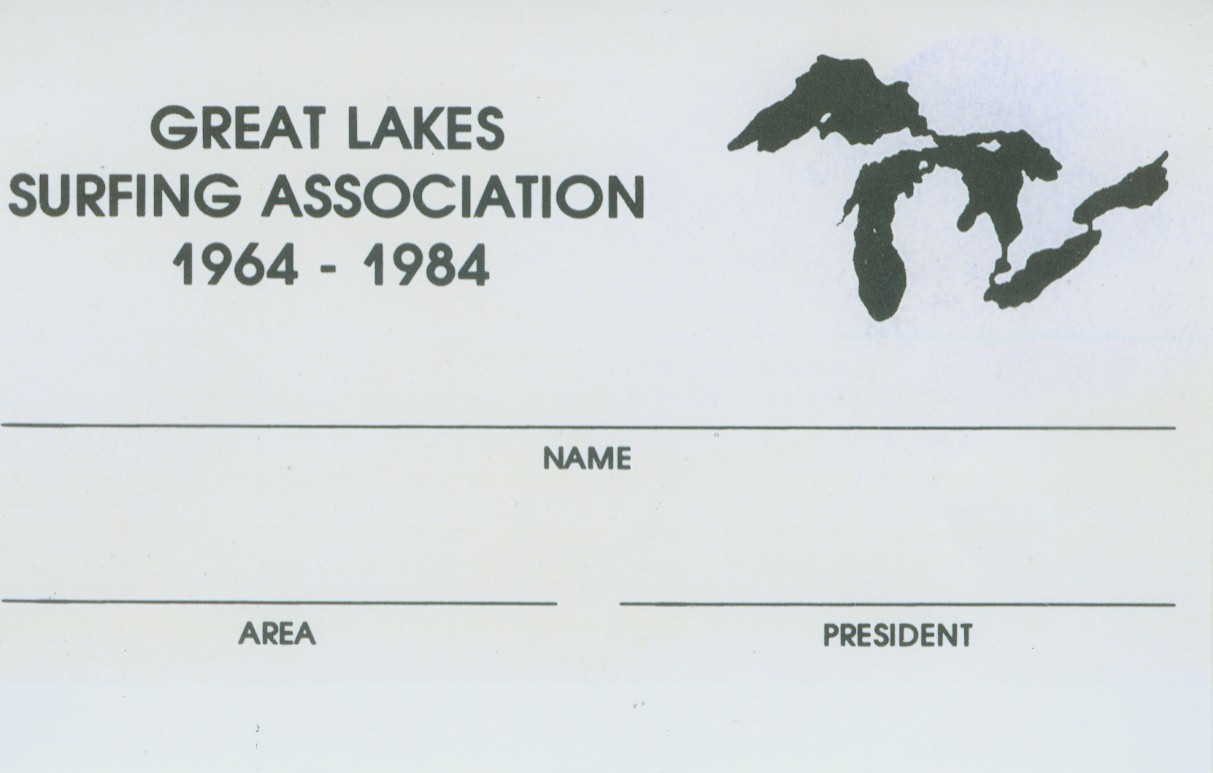 GREAT LAKES
SURFING ASSOCIATION
1964 - 1984
NAME
AREA
PRESIDENT